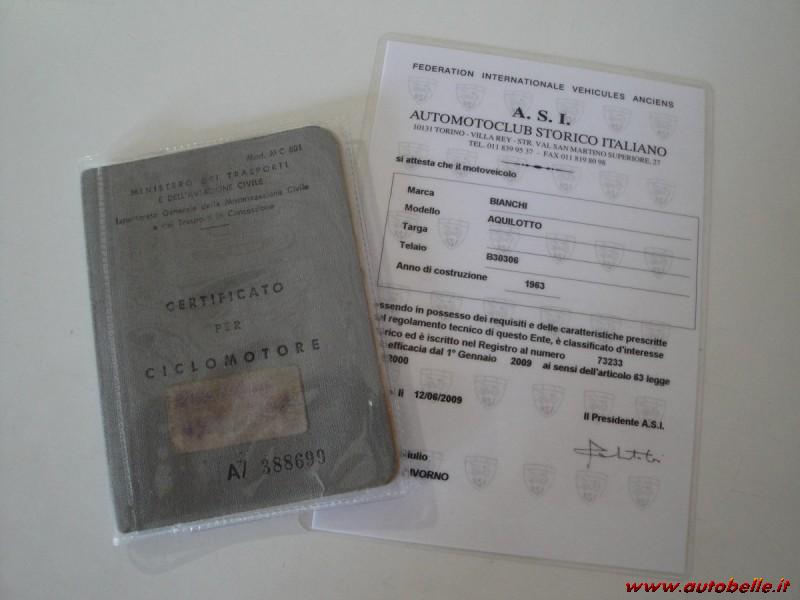 Mod. MC 801
MINISTERO DEI TRASPORTI
E DELL'AVIAZIONE CIVILE
Ispettorato Generale della Motorizzazione Civile
e dei Trasporti in Concessione
CERTIFICATO
PER
CICLOMOTORE
A7 388699
FEDERATION INTERNATIONALE VEHICULES ANCIENS
A. S. I.
AUTOMOTOCLUB STORICO ITALIANO
10131 TORINO - VILLA REY - STR. VAL SAN MARTINO SUPERIORE, 27
TEL. 011 839 95 37 - FAX 011 819 80 98
si attesta che il motoveicolo
Marca BIANCHI
Modello AQUILOTTO
Targa
Telaio B30306
Anno di costruzione 1963
ssendo in possesso dei requisiti e delle caratteristiche prescritte
regolamento tecnico di questo Ente, è classificato d'interesse
rico ed è iscritto nel Registro al numero 73233
efficacia dal 1° Gennaio 2009 ai sensi dell'articolo 63 legge
2000
li 12/06/2009
Il Presidente A.S.I.
iulio
IVORNO
www.autobelle.it